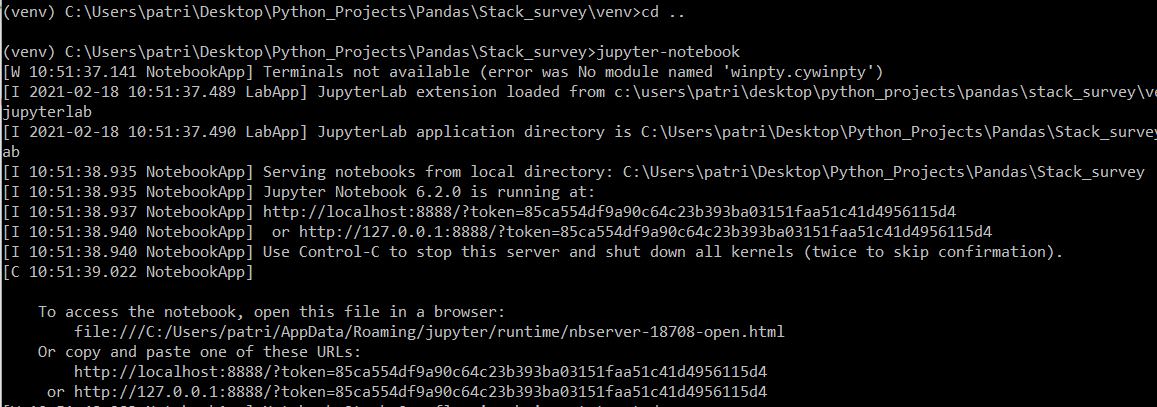 (venv) C:\Users\patri\Desktop\Python_Projects\Pandas\Stack_survey\venv>cd ..
(venv) C:\Users\patri\Desktop\Python_Projects\Pandas\Stack_survey>jupyter-notebook
[W 10:51:37.141 NotebookApp] Terminals not available (error was No module named 'winpty.cywinpty')
[I 2021-02-18 10:51:37.489 LabApp] JupyterLab extension loaded from c:\users\patri\desktop\python_projects\pandas\stack_survey\ve
jupyterlab
[I 2021-02-18 10:51:37.490 LabApp] JupyterLab application directory is C:\Users\patri\Desktop\Python_Projects\Pandas\Stack_survey
ab
[I 10:51:38.935 NotebookApp] Serving notebooks from local directory: C:\Users\patri\Desktop\Python_Projects\Pandas\Stack_survey
[I 10:51:38.935 NotebookApp] Jupyter Notebook 6.2.0 is running at:
[I 10:51:38.937 NotebookApp] http://localhost:8888/?token=85ca554df9a90c64c23b393ba03151faa51c41d4956115d4
[I 10:51:38.940 NotebookApp]  or http://127.0.0.1:8888/?token=85ca554df9a90c64c23b393ba03151faa51c41d4956115d4
[I 10:51:38.940 NotebookApp] Use Control-C to stop this server and shut down all kernels (twice to skip confirmation).
[C 10:51:39.022 NotebookApp]
To access the notebook, open this file in a browser:
file:///C:/Users/patri/AppData/Roaming/jupyter/runtime/nbserver-18708-open.html
Or copy and paste one of these URLs:
http://localhost:8888/?token=85ca554df9a90c64c23b393ba03151faa51c41d4956115d4
or http://127.0.0.1:8888/?token=85ca554df9a90c64c23b393ba03151faa51c41d4956115d4